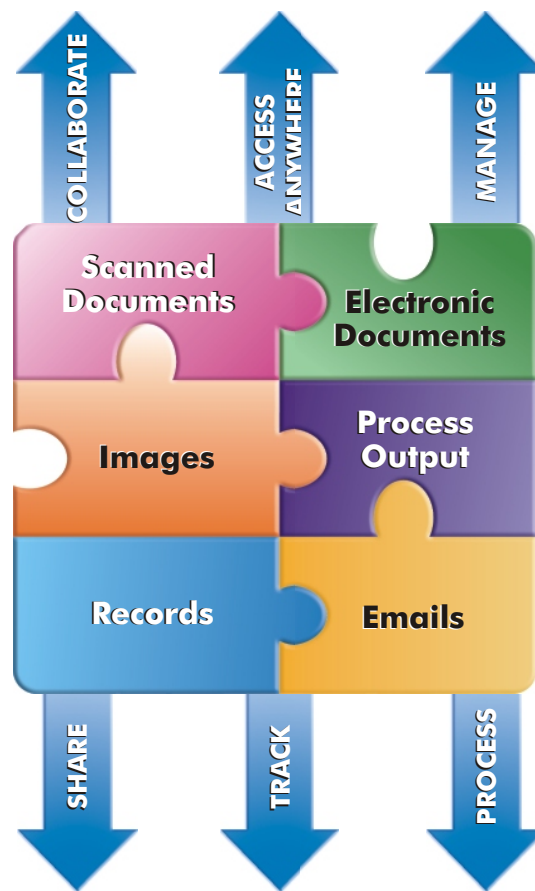 COLLABORATE
ACCESS
ANYWHERE
MANAGE
Scanned
Documents
Electronic
Documents
Images
Process
Output
Records
Emails
SHARE
TRACK
PROCESS